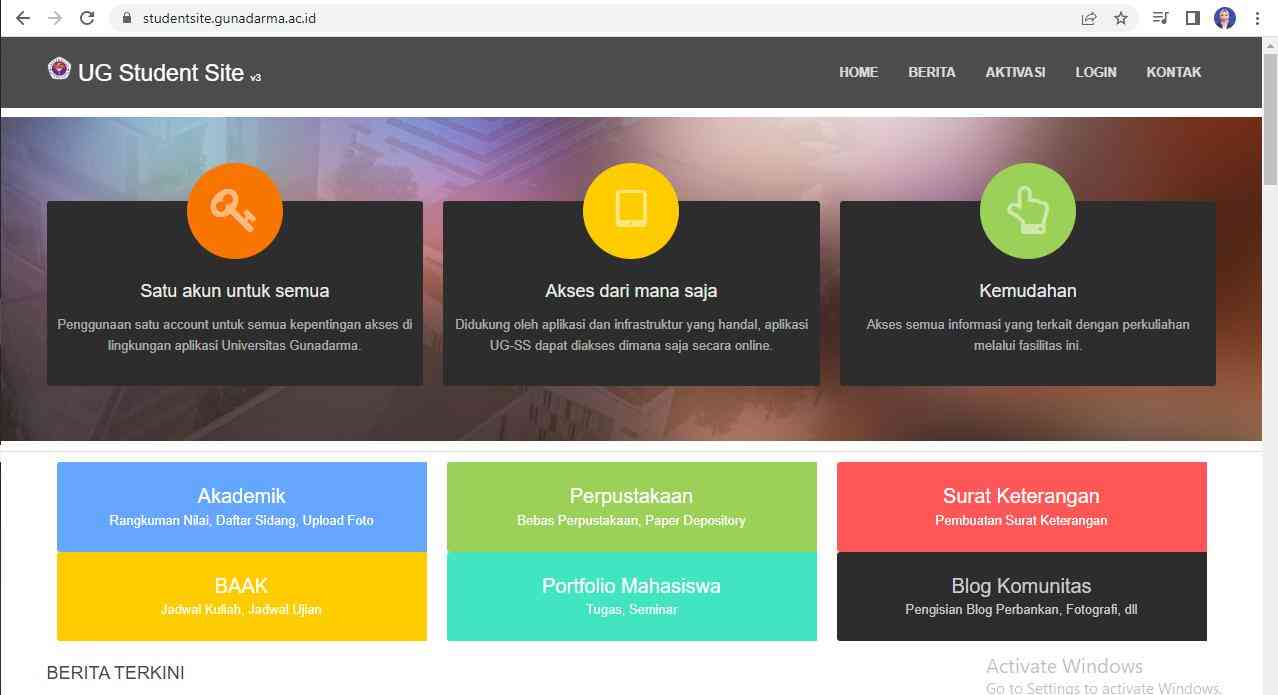 studentsite.gunadarma.ac.id
UG Student Site v3
HOME BERITA AKTIVASI LOGIN KONTAK
Satu akun untuk semua
Penggunaan satu account untuk semua kepentingan akses di
lingkungan aplikasi Universitas Gunadarma.
Akses dari mana saja
Didukung oleh aplikasi dan infrastruktur yang handal, aplikasi
UG-SS dapat diakses dimana saja secara online.
Kemudahan
Akses semua informasi yang terkait dengan perkuliahan
melalui fasilitas ini.
Akademik
Rangkuman Nilai, Daftar Sidang, Upload Foto
Perpustakaan
Bebas Perpustakaan, Paper Depository
Surat Keterangan
Pembuatan Surat Keterangan
BAAK
Jadwal Kuliah, Jadwal Ujian
Portfolio Mahasiswa
Tugas, Seminar
Blog Komunitas
Pengisian Blog Perbankan, Fotografi, dll
BERITA TERKINI
Activate Windows
Go to Settings to activate Windows.